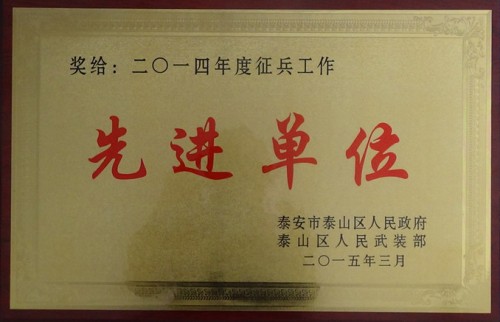 奖给：二〇一四年度征兵工作
先进单位
泰安市泰山区人民政府
泰山区人民武装部
二〇一五年三月